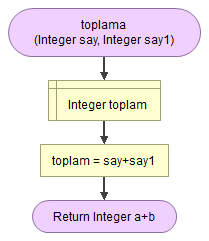 toplama
(Integer say, Integer say1)
Integer toplam
toplam = say+say1
Return Integer a+b